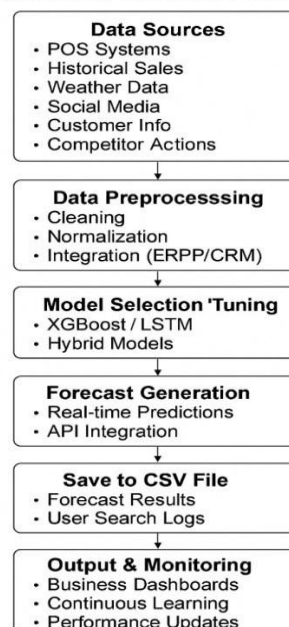 Data Sources
• POS Systems
• Historical Sales
• Weather Data
• Social Media
• Customer Info
• Competitor Actions
Data Preprocesssing
• Cleaning
• Normalization
• Integration (ERPP/CRM)
Model Selection 'Tuning
• XGBoost / LSTM
• Hybrid Models
Forecast Generation
• Real-time Predictions
• API Integration
Save to CSV File
• Forecast Results
• User Search Logs
Output & Monitoring
• Business Dashboards
• Continuous Learning
• Performance Updates